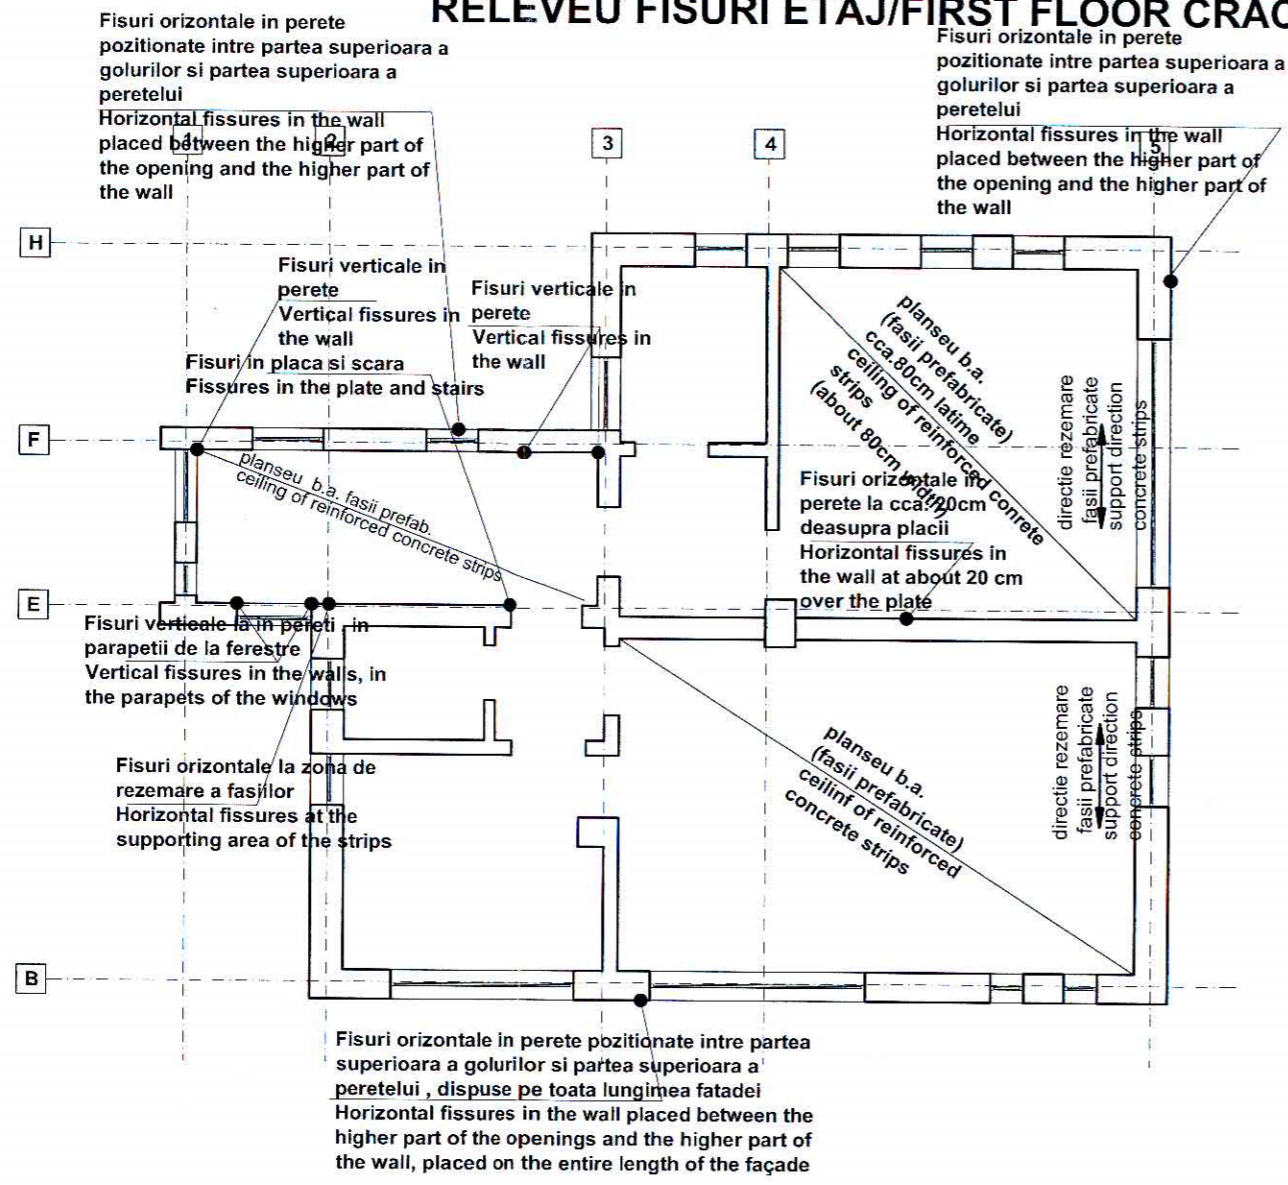 RELEVEU FISURI ETAJ/FIRST FLOOR CRAC
Fisuri orizontale in perete
pozitionate intre partea superioara a
golurilor si partea superioara a
peretelui
Horizontal fissures in the wall
placed between the higher part of
the opening and the higher part of
the wall
Fisuri orizontale in perete
pozitionate intre partea superioara a
golurilor si partea superioara a
peretelui
Horizontal fissures in the wall
placed between the higher part of
the opening and the higher part of
the wall
1
2
3
4
5
H
Fisuri verticale in
perete
Vertical fissures in
the wall
Fisuri verticale in
perete
Vertical fissures in
the wall
Fisuri in placa si scara
Fissures in the plate and stairs
planseu b.a.
(fasii prefabricate)
cca.80cm latime
ceiling of reinforced conrete
strips
(about 80cm width)
directie rezemare
fasii prefabricate
support direction
concrete strips
F
planseu b.a. fasii prefab.
ceiling of reinforced concrete strips
Fisuri orizontale in
perete la cca. 20cm
deasupra placii
Horizontal fissures in
the wall at about 20 cm
over the plate
E
Fisuri verticale la in pereti , in
parapetii de la ferestre
Vertical fissures in the walls, in
the parapets of the windows
Fisuri orizontale la zona de
rezemare a fasiilor
Horizontal fissures at the
supporting area of the strips
planseu b.a.
(fasii prefabricate)
ceilinf of reinforced
concrete strips
directie rezemare
fasii prefabricate
support direction
concrete strips
B
Fisuri orizontale in perete pozitionate intre partea
superioara a golurilor si partea superioara a
peretelui , dispuse pe toata lungimea fatadei
Horizontal fissures in the wall placed between the
higher part of the openings and the higher part of
the wall, placed on the entire length of the façade